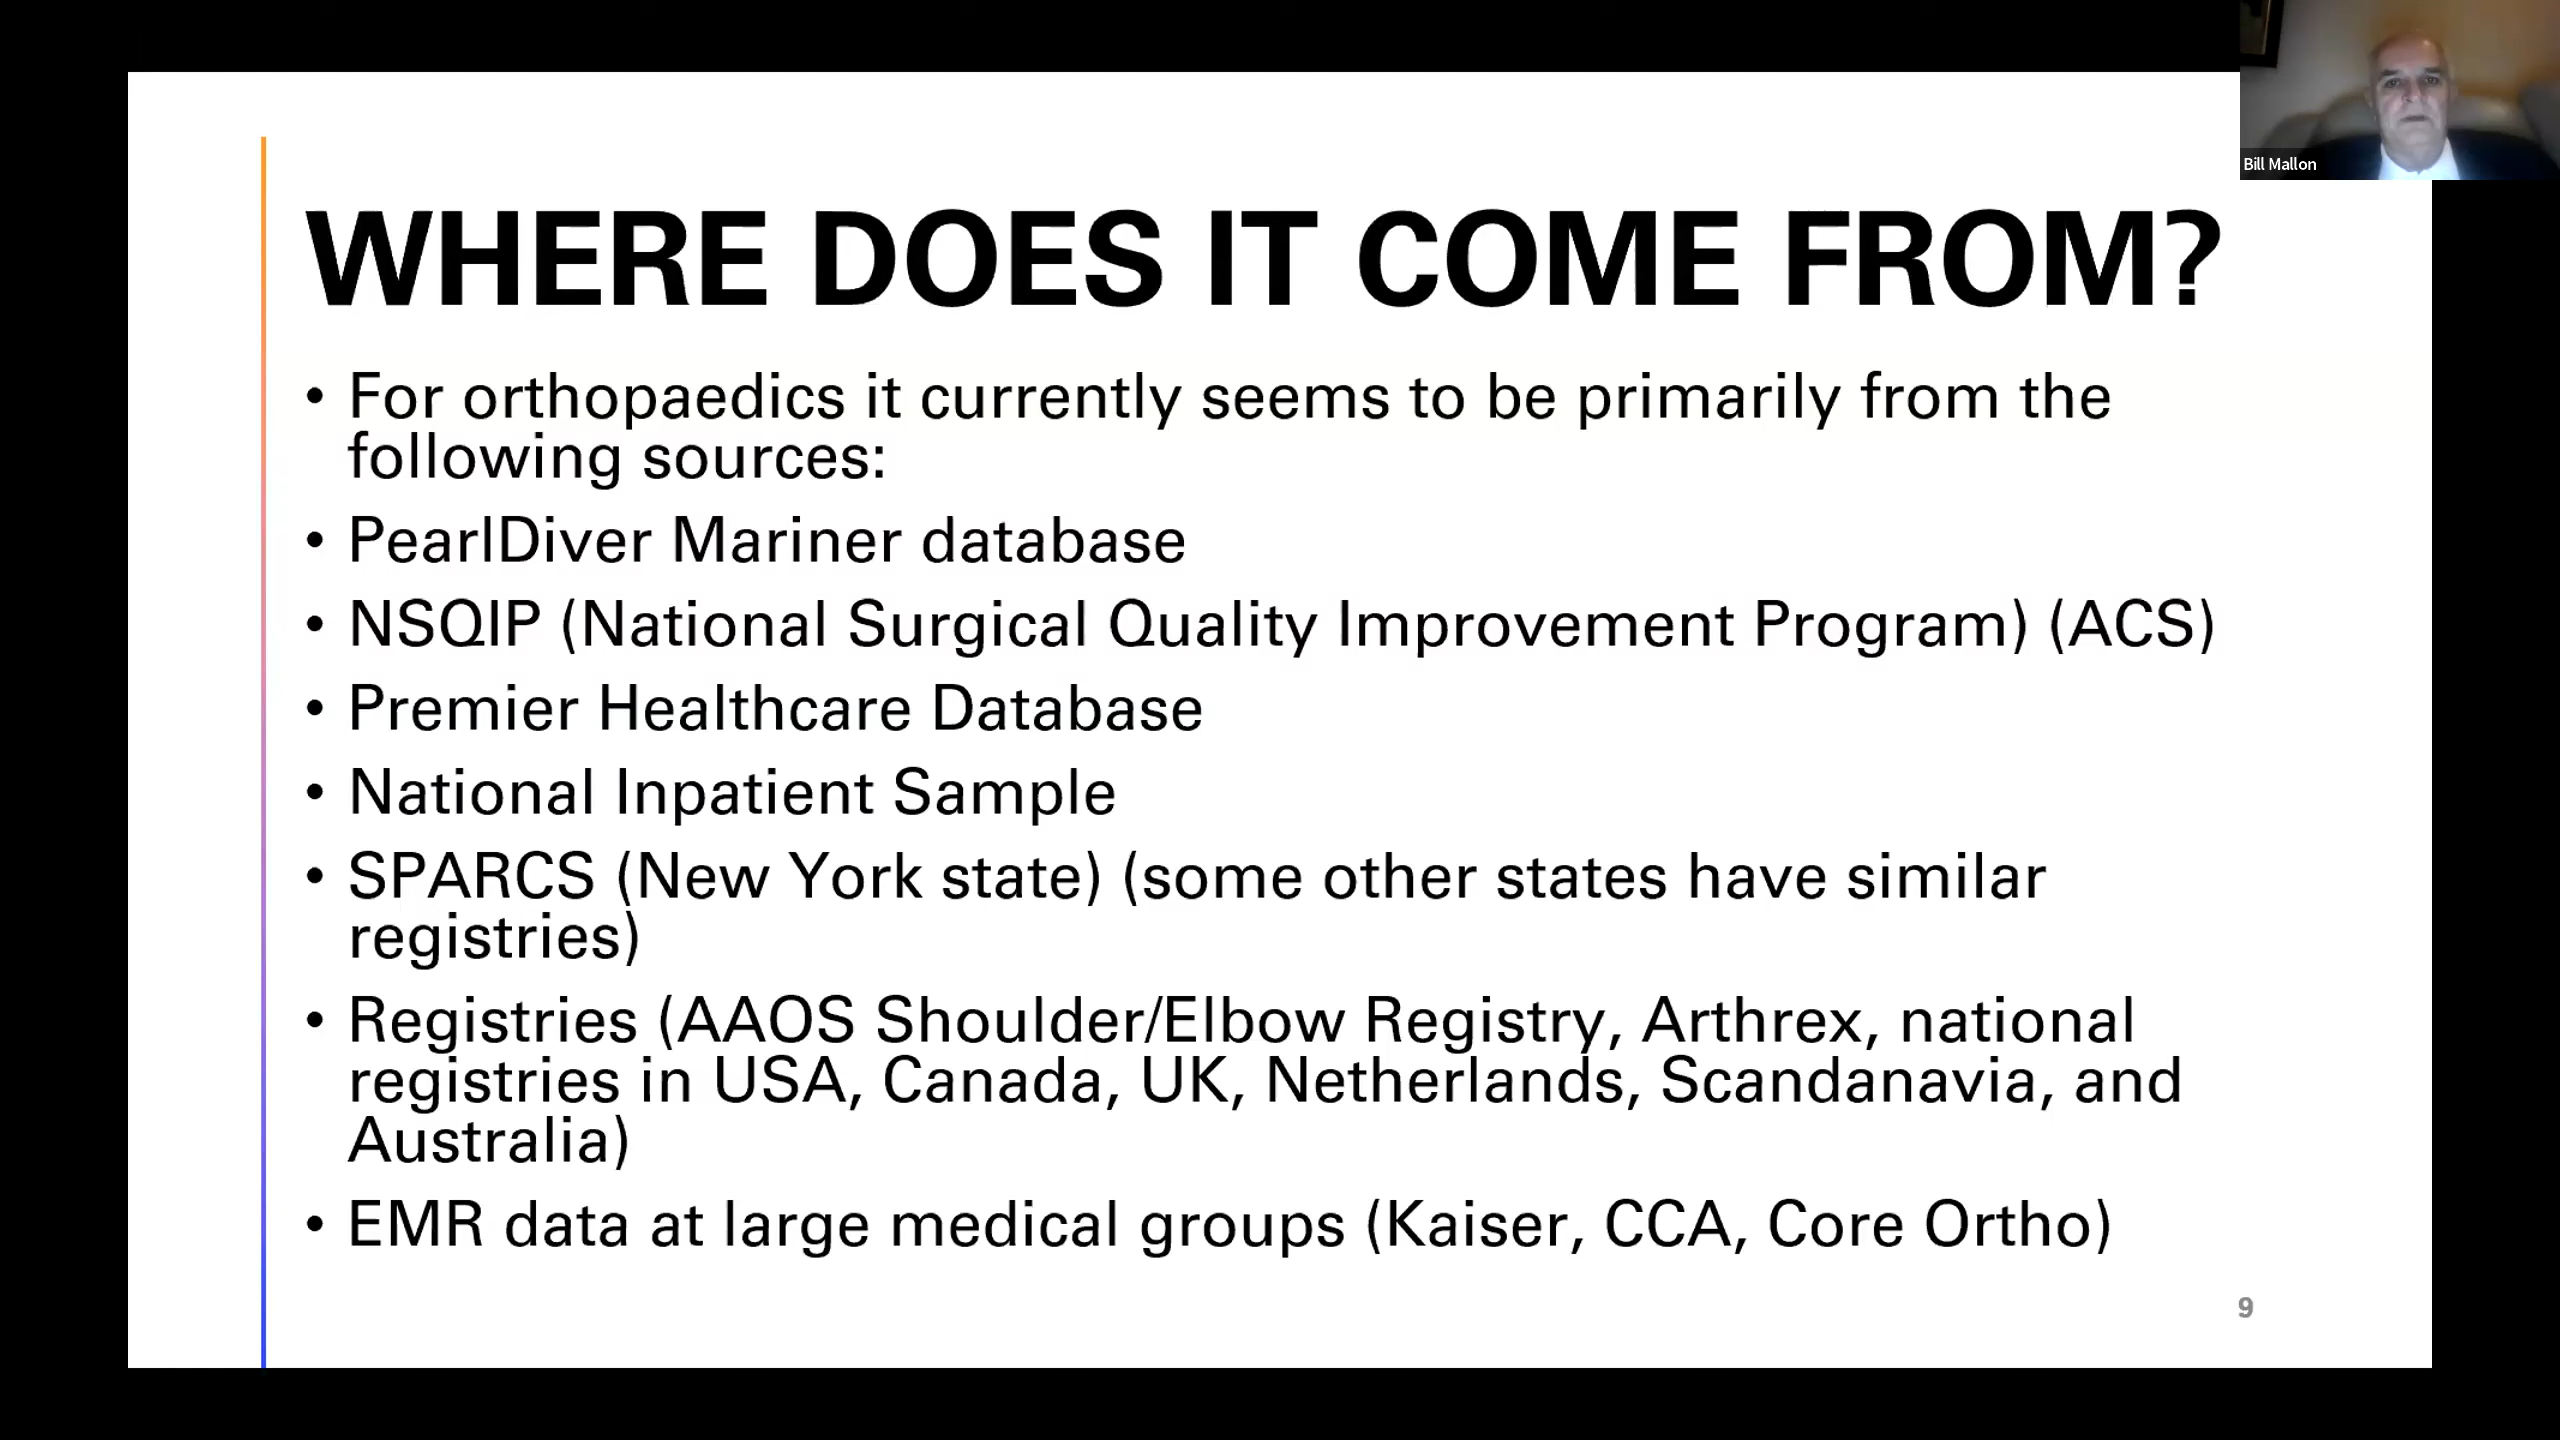 Bill Mallon
WHERE DOES IT COME FROM?
• For orthopaedics it currently seems to be primarily from the
following sources:
• PearlDiver Mariner database
• NSQIP (National Surgical Quality Improvement Program) (ACS)
• Premier Healthcare Database
• National Inpatient Sample
• SPARCS (New York state) (some other states have similar
registries)
• Registries (AAOS Shoulder/Elbow Registry, Arthrex, national
registries in USA, Canada, UK, Netherlands, Scandanavia, and
Australia)
• EMR data at large medical groups (Kaiser, CCA, Core Ortho)
9